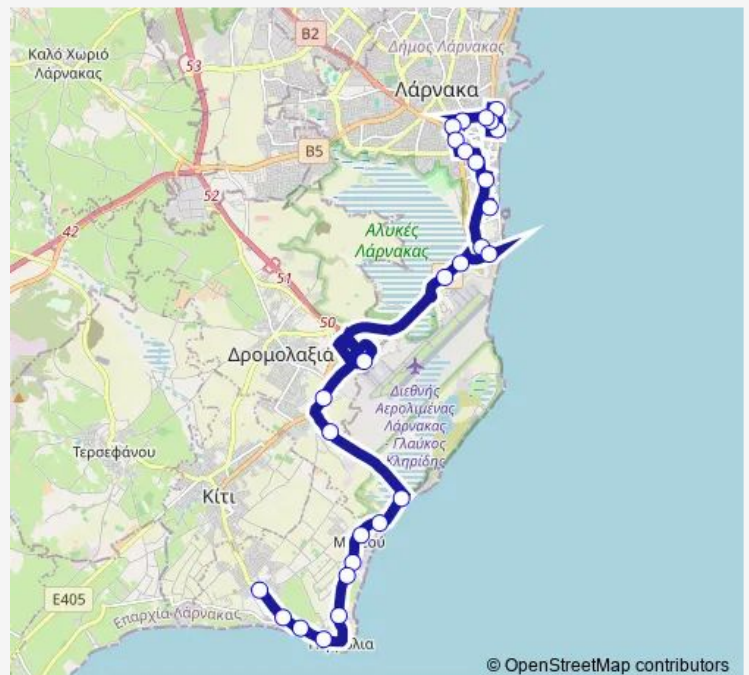 B2
Δήμος Λάρνακας
Καλό Χωριό
Λάρνακας
53
Λάρνακα
B5
52
42
Αλυκές
Λάρνακας
51
50
Δρομολαξιά
Διεθνής
Αερολιμένας
Λάρνακας
- Γλαύκος
Κληρίδης
Τερσεφάνου
Κίτι
E405
Επαρχία Λάρνακας
© OpenStreetMap contributors